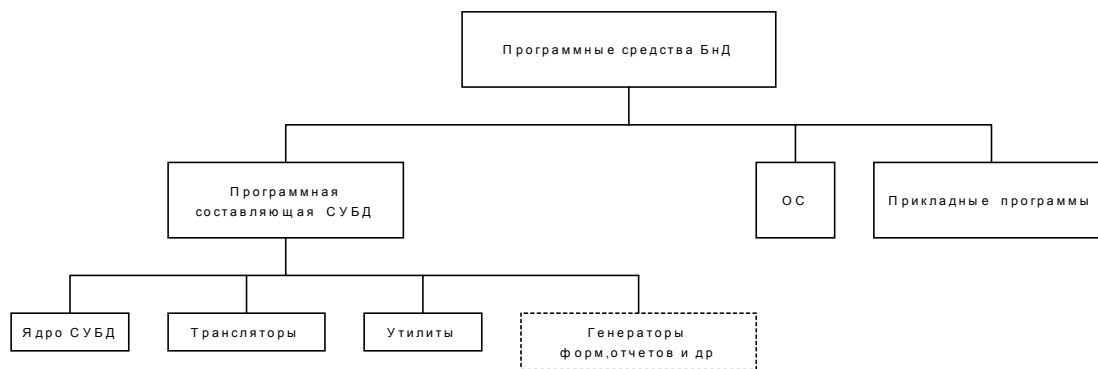 Программные средства БнД
Программная
составляющая СУБД
ОС
Прикладные программы
Ядро СУБД
Трансляторы
Утилиты
Генераторы
форм,отчетов и др